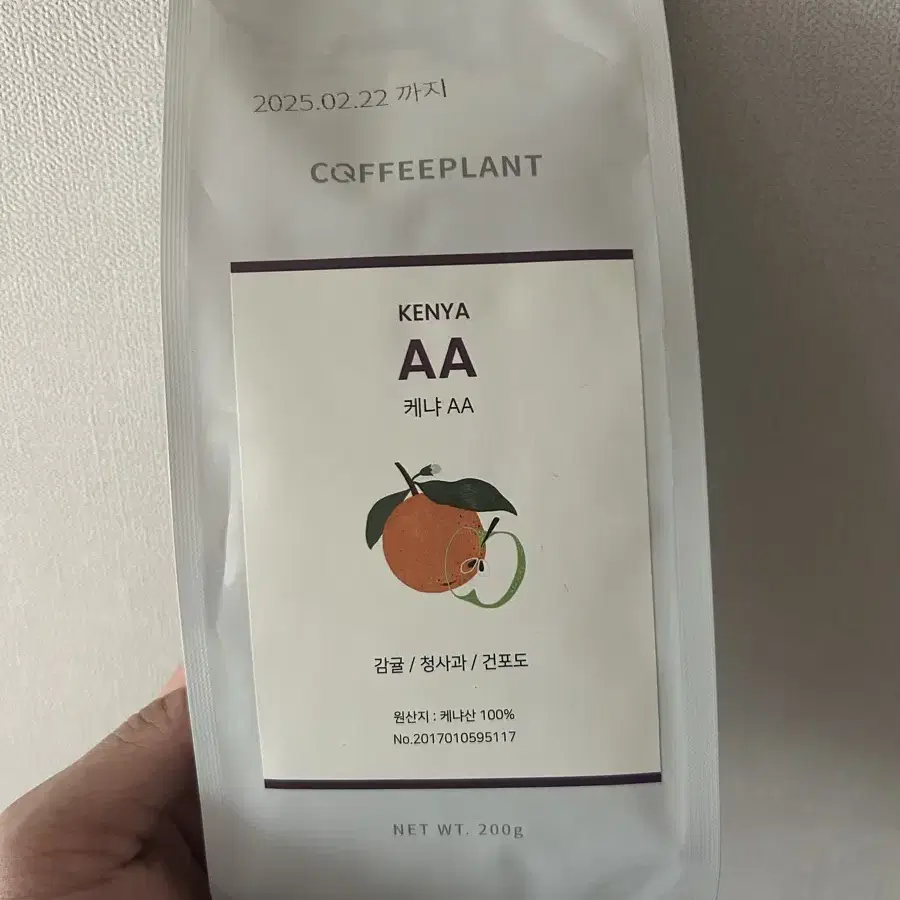 2025.02.22 까지
COFFEEPLANT
KENYA
AA
케냐 AA
감귤 / 청사과 / 건포도
원산지 : 케냐산 100%
No.2017010595117
NET WT. 200g